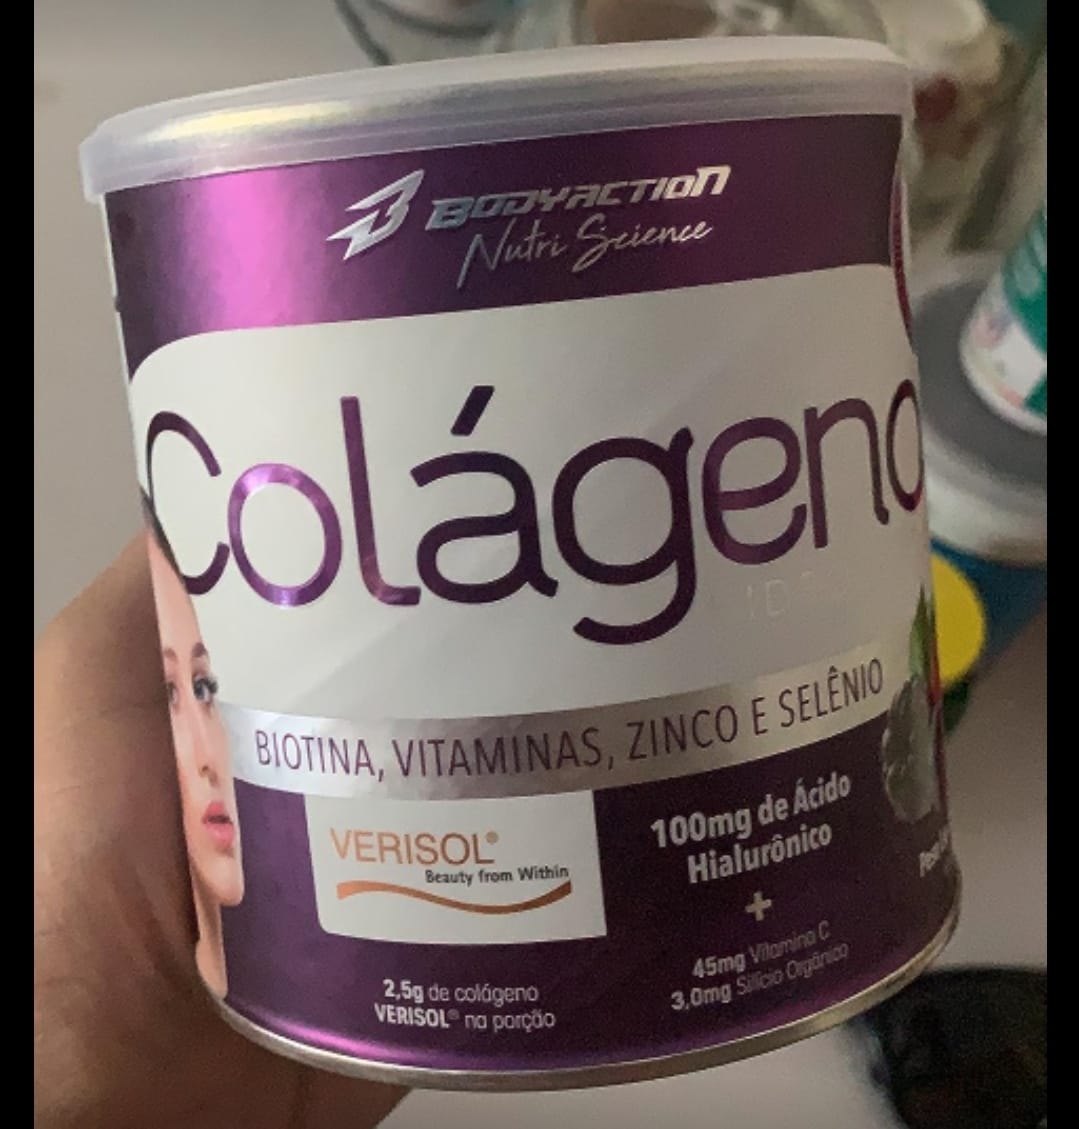 BODYACTION
Nutri Science
Colágeno
BIOTINA, VITAMINAS, ZINCO E SELÊNIO
VERISOL®
Beauty from Within
2,5g de colágeno
VERISOL® na porção
100mg de Ácido
Hialurônico
+
45mg Vitamina C
3,0mg Silício Orgânico